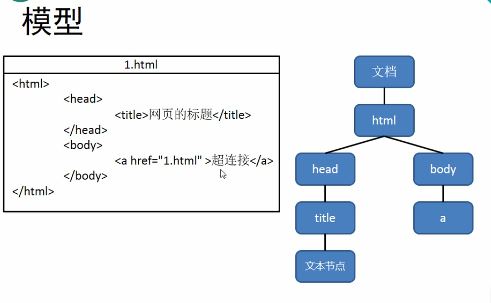 模型
1.html
<html>
<head>
<title>网页的标题</title>
</head>
<body>
<a href="1.html" >超连接</a>
</body>
</html>
文档
html
head
body
title
a
文本节点